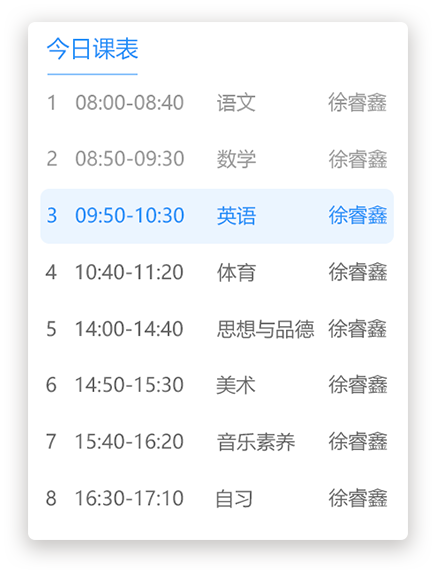 今日课表
1 08:00-08:40 语文 徐睿鑫
2 08:50-09:30 数学 徐睿鑫
3 09:50-10:30 英语 徐睿鑫
4 10:40-11:20 体育 徐睿鑫
5 14:00-14:40 思想与品德 徐睿鑫
6 14:50-15:30 美术 徐睿鑫
7 15:40-16:20 音乐素养 徐睿鑫
8 16:30-17:10 自习 徐睿鑫